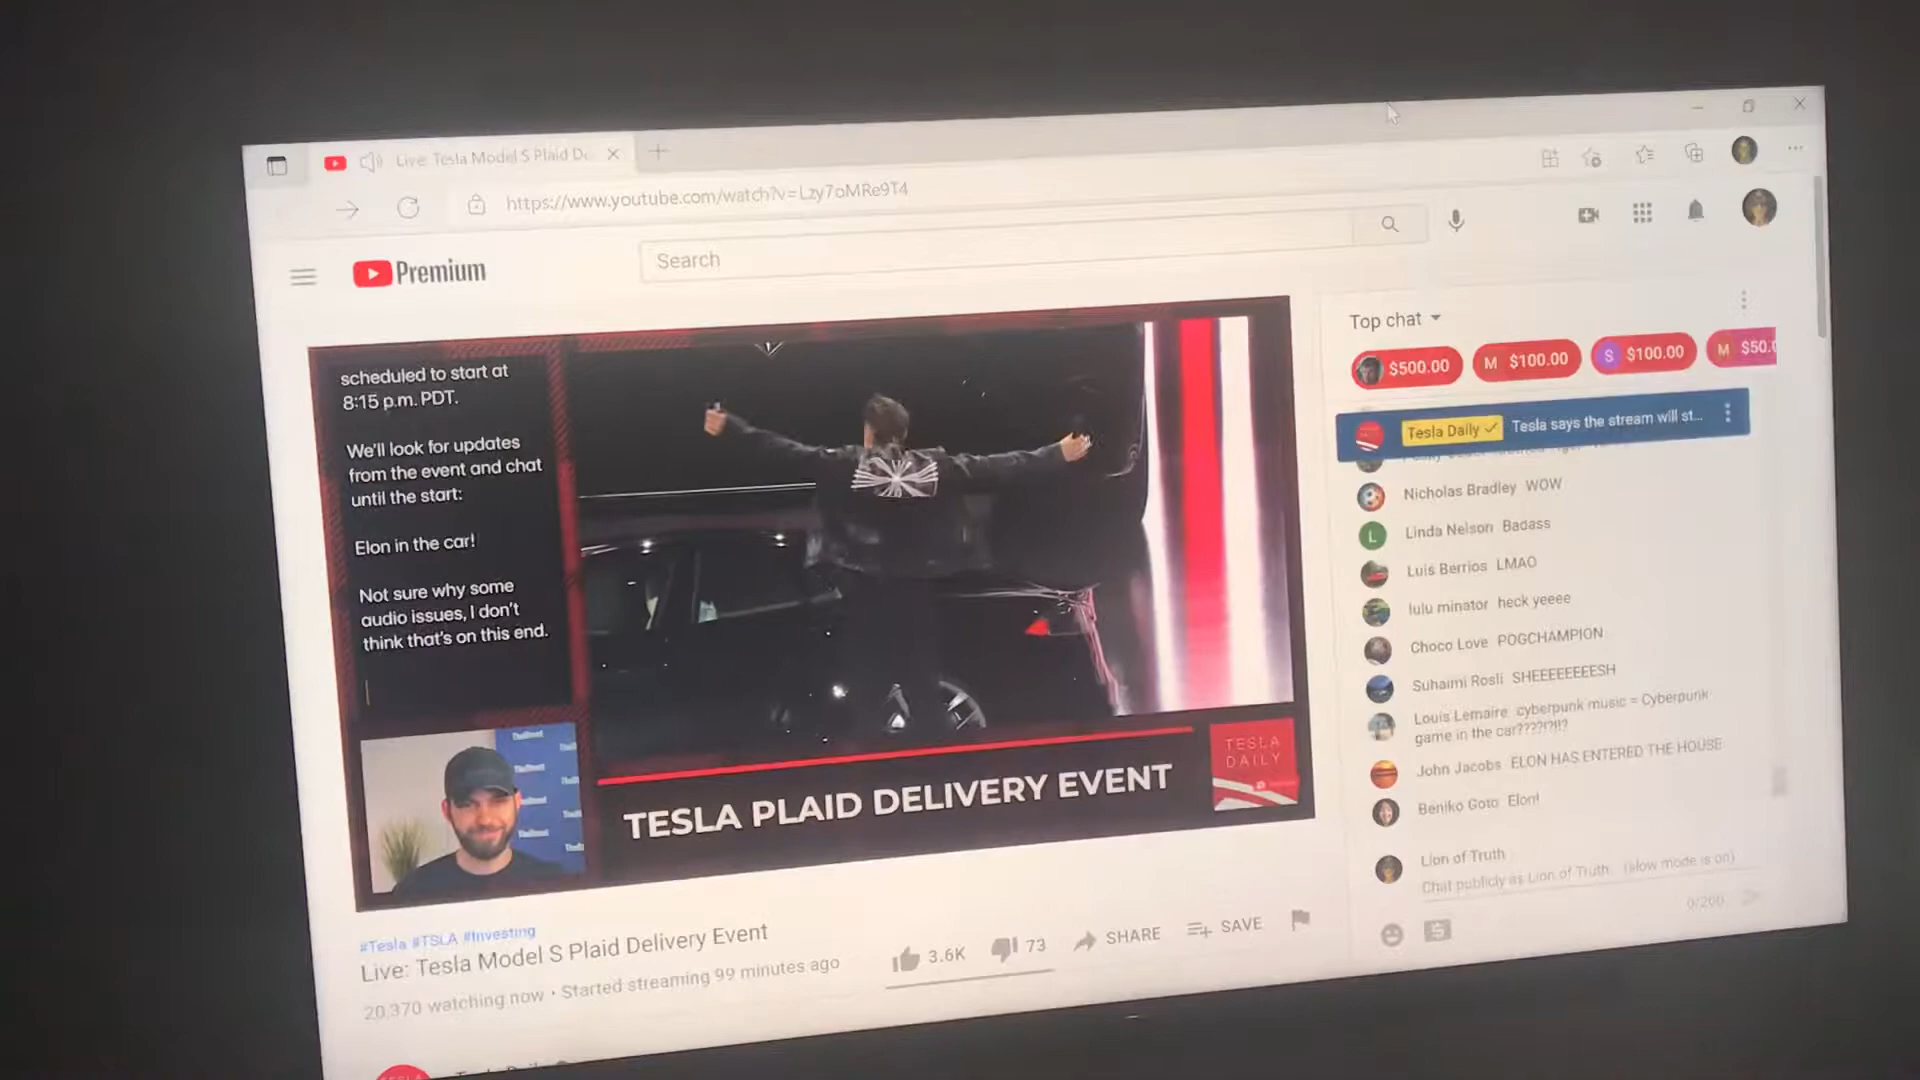 Live: Tesla Model S Plaid De
https://www.youtube.com/watch?v=Lzy7oMRe9T4
Premium
Search
scheduled to start at
8:15 p.m. PDT.
We'll look for updates
from the event and chat
until the start:
Elon in the car!
Not sure why some
audio issues, I don't
think that's on this end.
TESLA PLAID DELIVERY EVENT
TESLA
DAILY
#Tesla #TSLA #Investing
Live: Tesla Model S Plaid Delivery Event
20,370 watching now • Started streaming 99 minutes ago
3.6K
73
SHARE
SAVE
Top chat
$500.00
M $100.00
S $100.00
M $50.0
Tesla Daily Tesla says the stream will st...
Nicholas Bradley WOW
L Linda Nelson Badass
Luis Berrios LMAO
lulu minator heck yeeee
Choco Love POGCHAMPION
Suhaimi Rosli SHEEEEEEESH
Louis Lemaire cyberpunk music = Cyberpunk
game in the car????!?!!?
John Jacobs ELON HAS ENTERED THE HOUSE
Beniko Goto Elon!
Lion of Truth
Chat publicly as Lion of Truth. (slow mode is on)
0/200